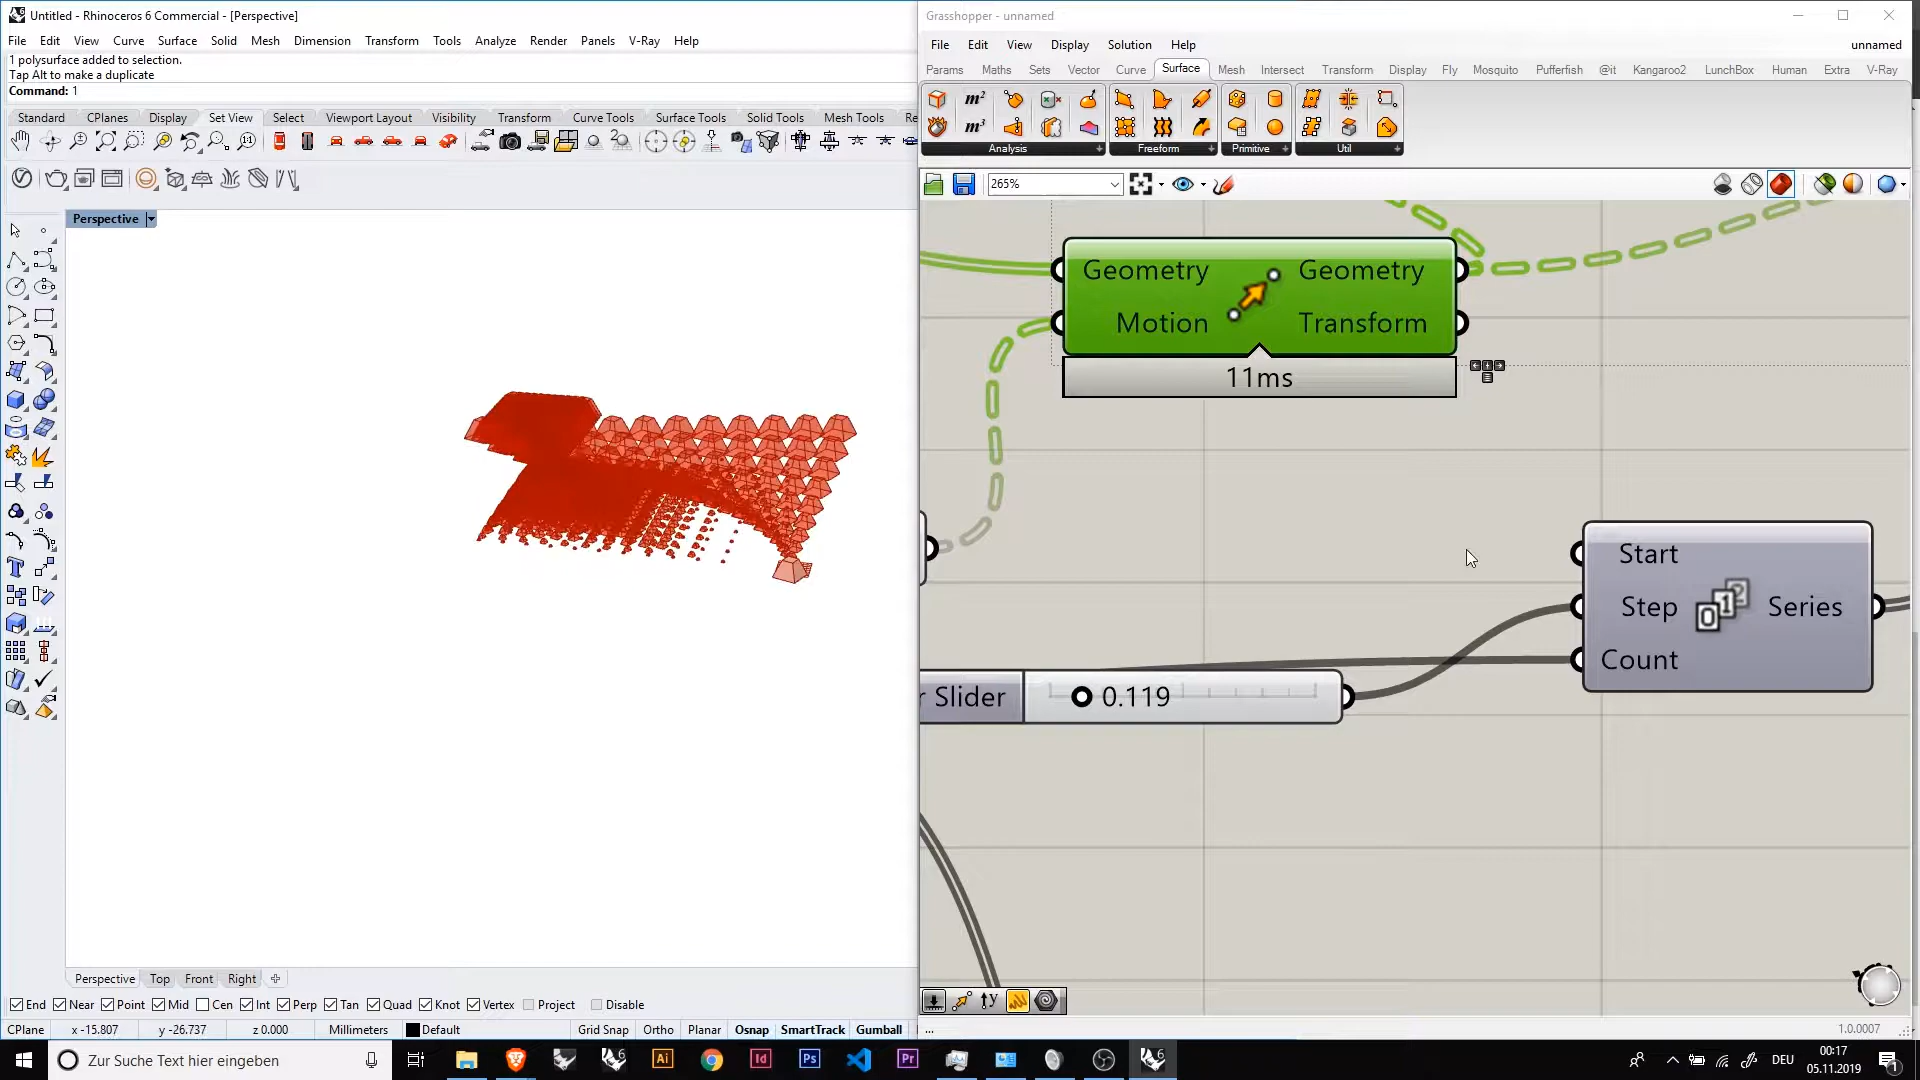 Untitled - Rhinoceros 6 Commercial - [Perspective]
File Edit View Curve Surface Solid Mesh Dimension Transform Tools Analyze Render Panels V-Ray Help
1 polysurface added to selection.
Tap Alt to make a duplicate
Command: 1
Standard CPlanes Display Set View Select Viewport Layout Visibility Transform Curve Tools Surface Tools Solid Tools Mesh Tools Re
Perspective
Perspective Top Front Right
End Near Point Mid Cen Int Perp Tan Quad Knot Vertex Project Disable
CPlane x -15.807 y -26.737 z 0.000 Millimeters Default Grid Snap Ortho Planar Osnap SmartTrack Gumball
Grasshopper - unnamed
File Edit View Display Solution Help unnamed
Params Maths Sets Vector Curve Surface Mesh Intersect Transform Display Fly Mosquito Pufferfish @it Kangaroo2 LunchBox Human Extra V-Ray
m² m³
Analysis Freeform Primitive Util
265%
Geometry Geometry
Motion Transform
11ms
Start
Step Series
Count
r Slider 0.119
...
1.0.0007
Zur Suche Text hier eingeben
DEU
00:17
05.11.2019